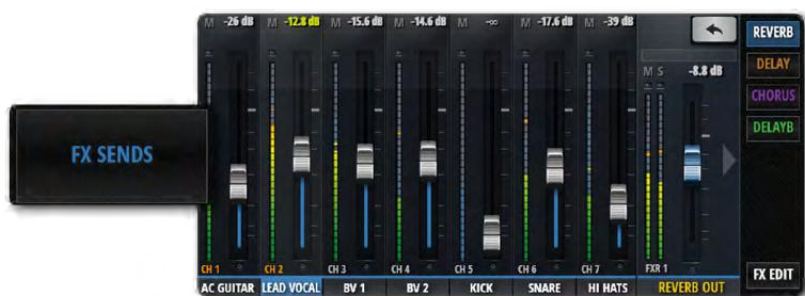 FX SENDS
M -26 dB M -12.8 dB M -15.6 dB M -14.6 dB M -∞ M -17.6 dB M -39 dB
M S -8.8 dB
REVERB
DELAY
CHORUS
DELAYB
CH 1 CH 2 CH 3 CH 4 CH 5 CH 6 CH 7 FXR 1
AC GUITAR LEAD VOCAL BV 1 BV 2 KICK SNARE HI HATS REVERB OUT
FX EDIT